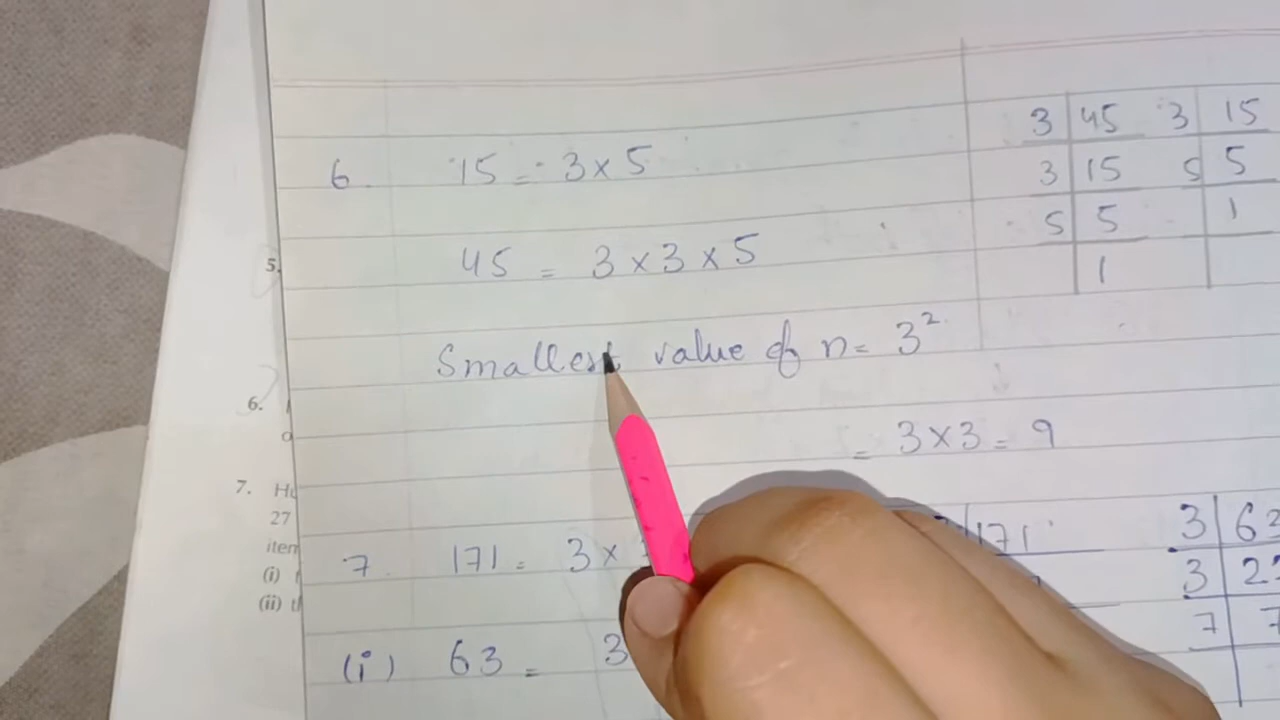 6. 15 = 3 x 5
45 = 3 x 3 x 5
3 | 45
3 | 15
5 | 5
1
3 | 15
5 | 5
1
5.
Smallest value of n = 3²
= 3 x 3 = 9
6.
7.
27
(i)
(ii)
7. 171 = 3 x
171
(i) 63 = 3
3 | 63
3
7 | 7